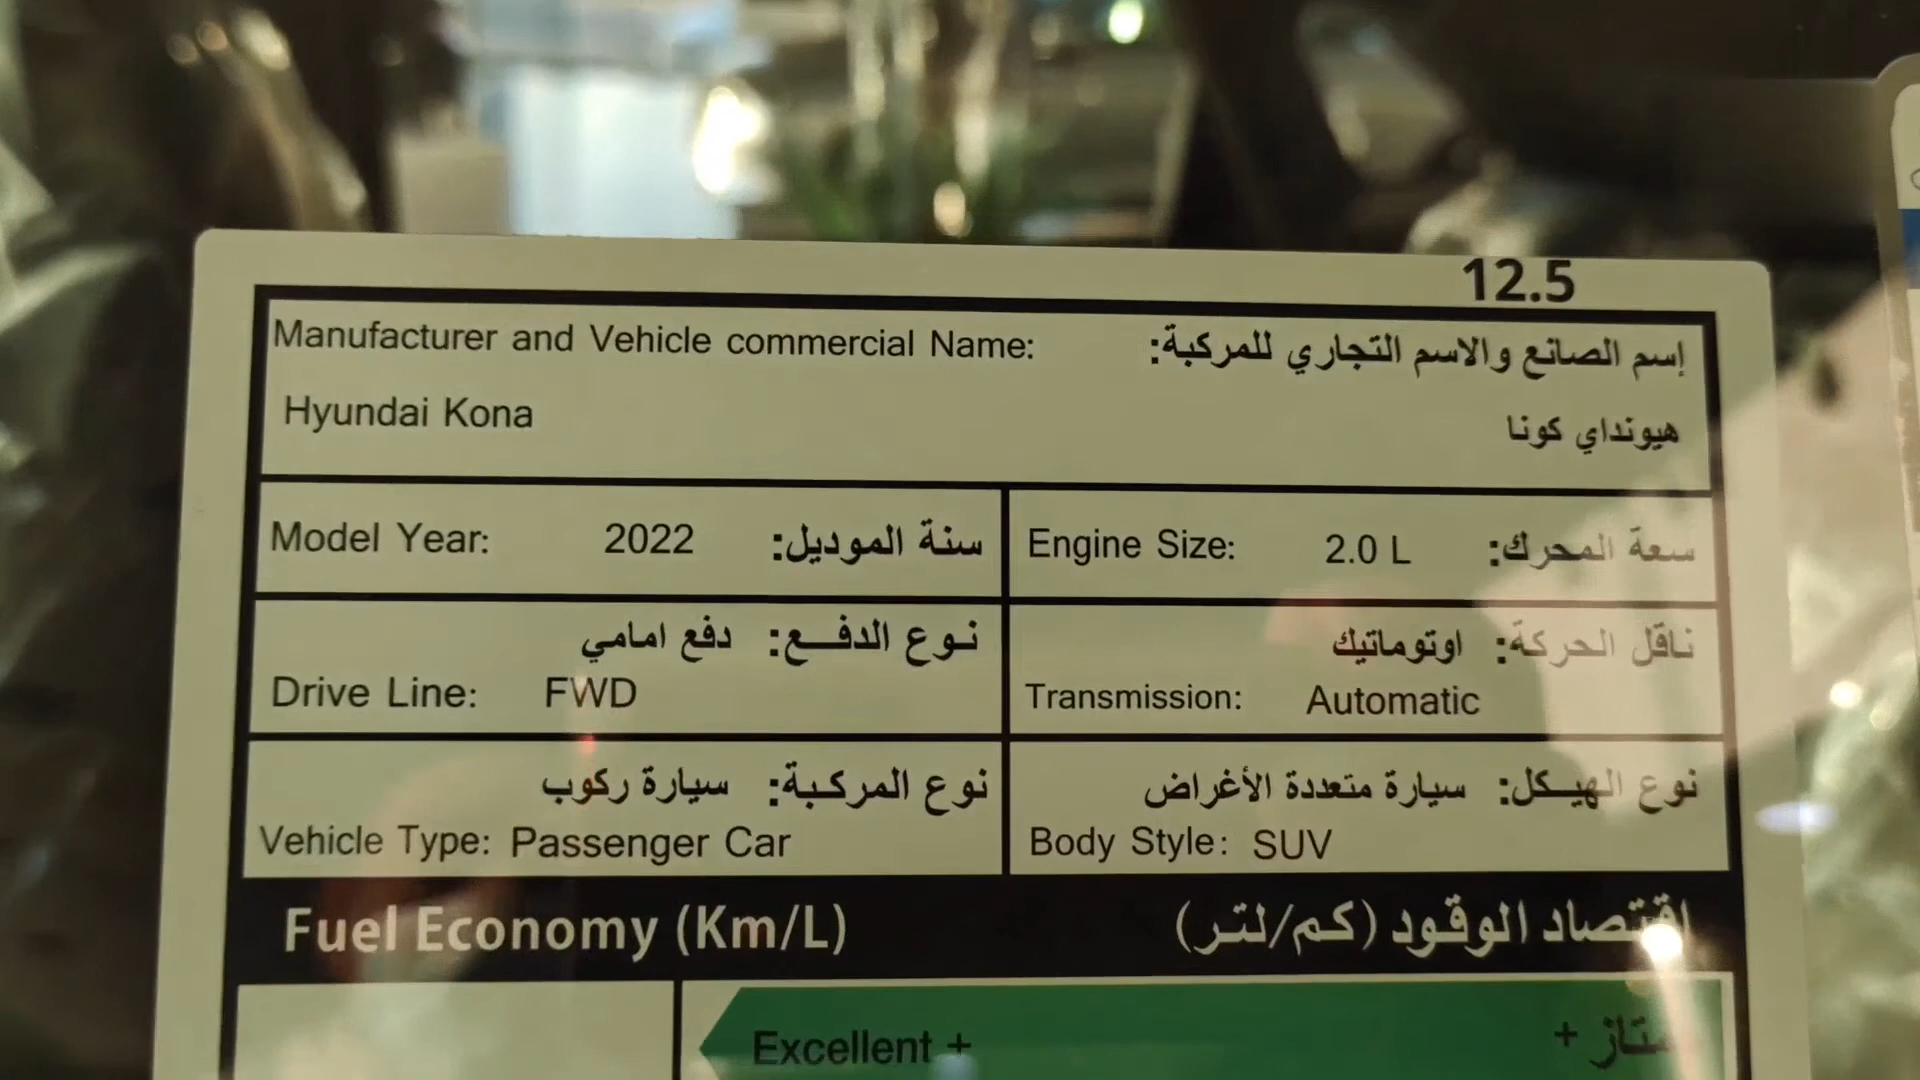 12.5
Manufacturer and Vehicle commercial Name:
إسم الصانع والاسم التجاري للمركبة:
Hyundai Kona
هيونداي كونا
Model Year: 2022 سنة الموديل:
Engine Size: 2.0 L سعة المحرك:
نوع الدفع: دفع امامي
Drive Line: FWD
ناقل الحركة: اوتوماتيك
Transmission: Automatic
نوع المركبة: سيارة ركوب
Vehicle Type: Passenger Car
نوع الهيكل: سيارة متعددة الأغراض
Body Style: SUV
Fuel Economy (Km/L)
اقتصاد الوقود (كم/لتر)
Excellent +